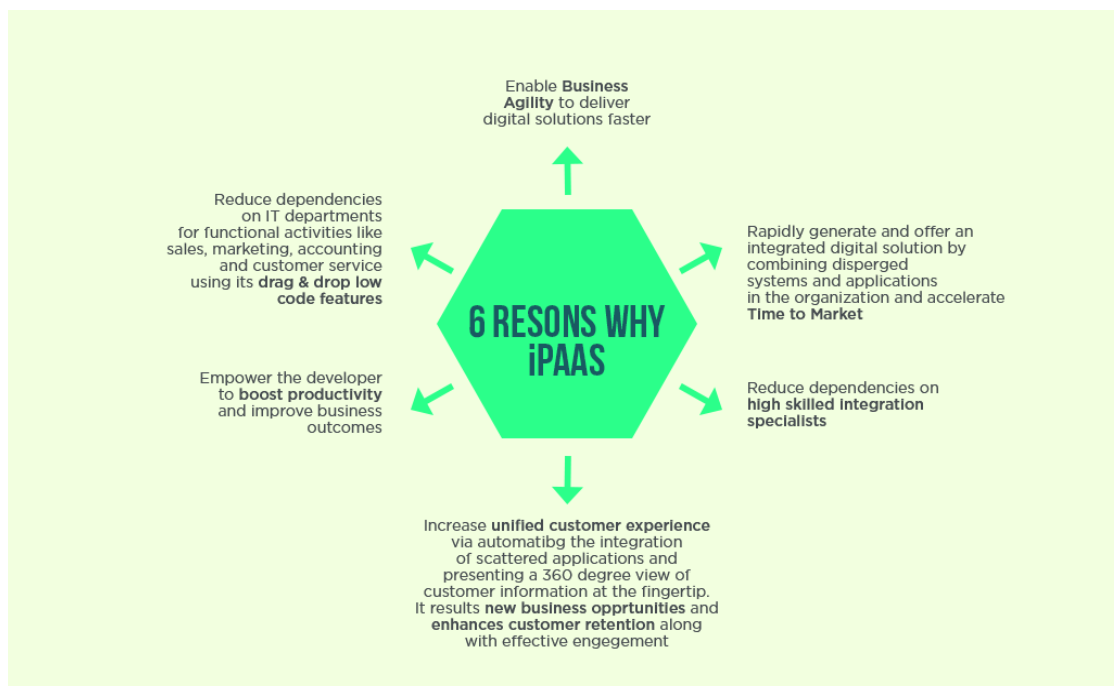 Enable Business
Agility to deliver
digital solutions faster
Reduce dependencies
on IT departments
for functional activities like
sales, marketing, accounting
and customer service
using its drag & drop low
code features
Rapidly generate and offer an
integrated digital solution by
combining disperged
systems and applications
in the organization and accelerate
Time to Market
6 RESONS WHY
iPAAS
Empower the developer
to boost productivity
and improve business
outcomes
Reduce dependencies on
high skilled integration
specialists
Increase unified customer experience
via automatibg the integration
of scattered applications and
presenting a 360 degree view of
customer information at the fingertip.
It results new business opprtunities and
enhances customer retention along
with effective engegement